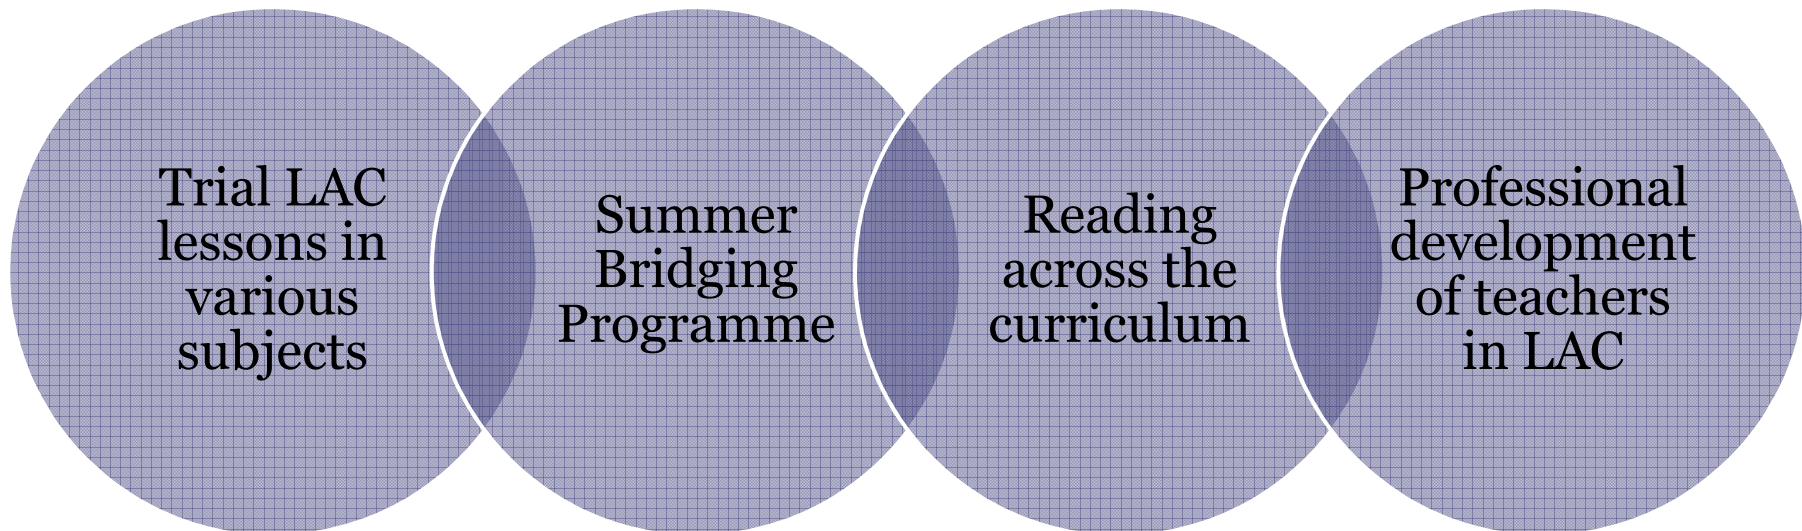 Trial LAC
lessons in
various
subjects
Summer
Bridging
Programme
Reading
across the
curriculum
Professional
development
of teachers
in LAC